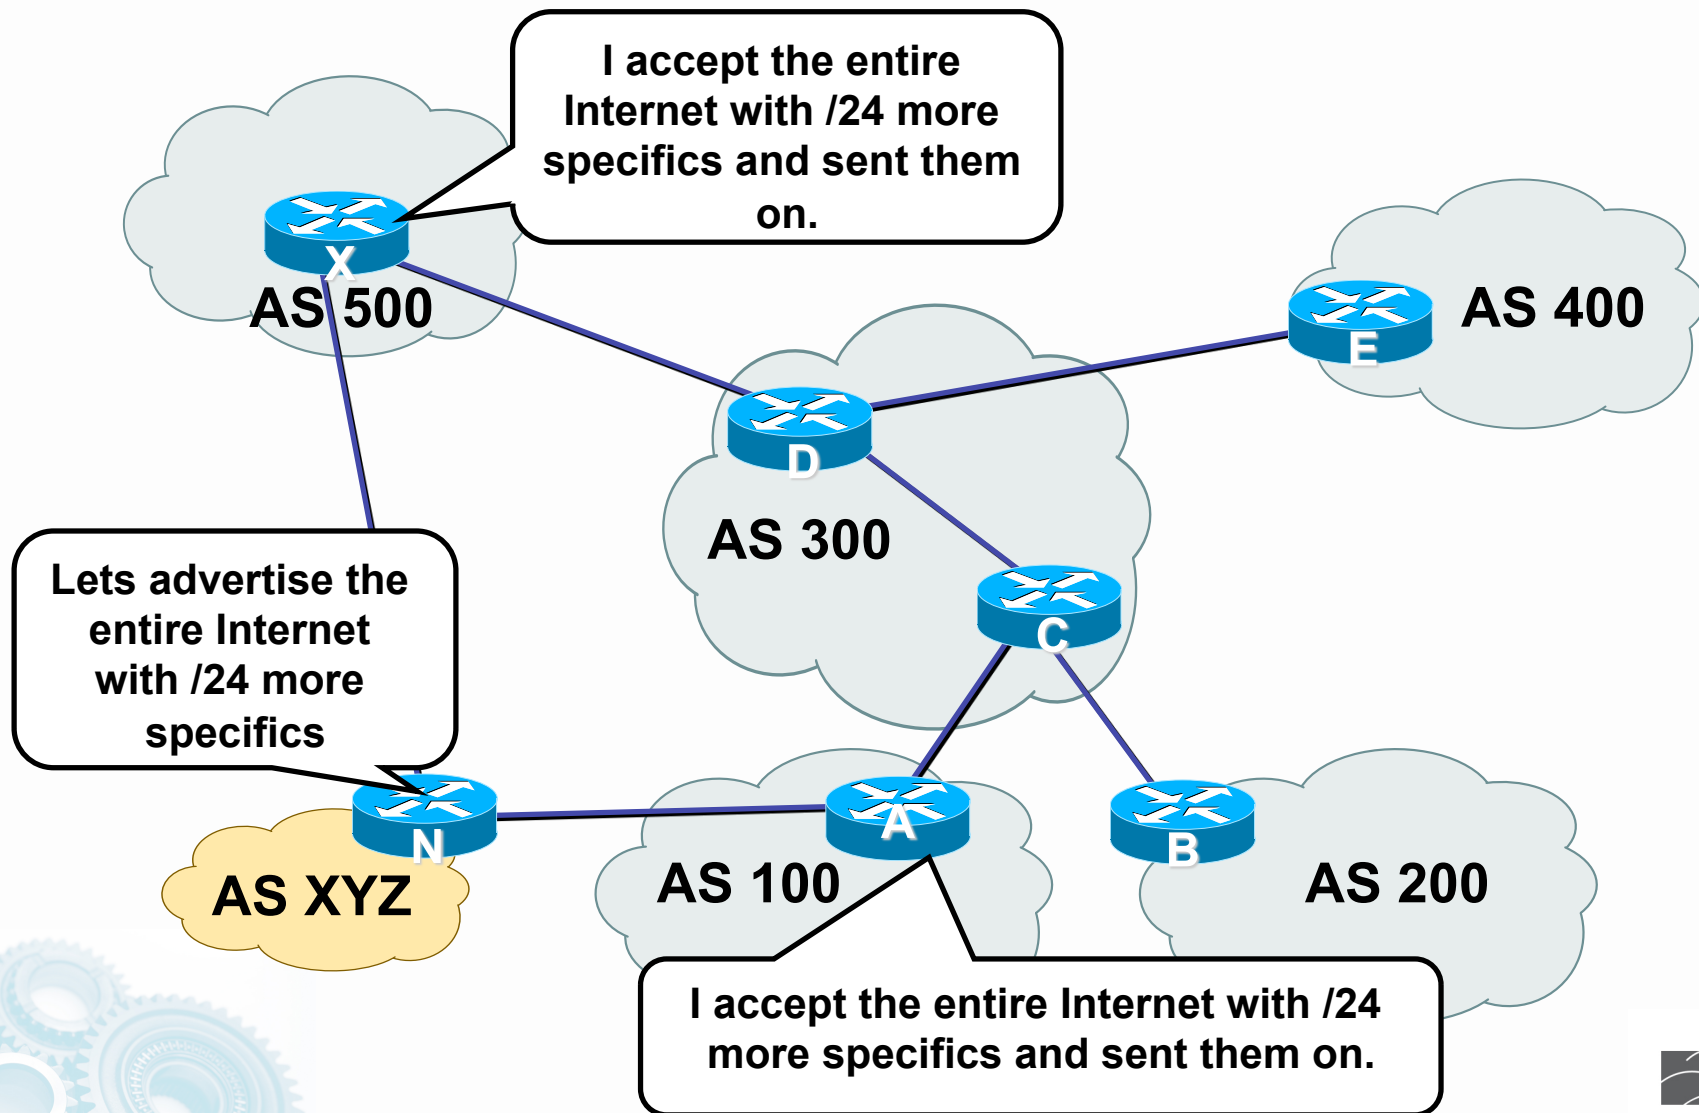 I accept the entire
Internet with /24 more
specifics and sent them
on.
X
AS 500
E
AS 400
D
AS 300
C
Lets advertise the
entire Internet
with /24 more
specifics
N
AS XYZ
A
AS 100
B
AS 200
I accept the entire Internet with /24
more specifics and sent them on.